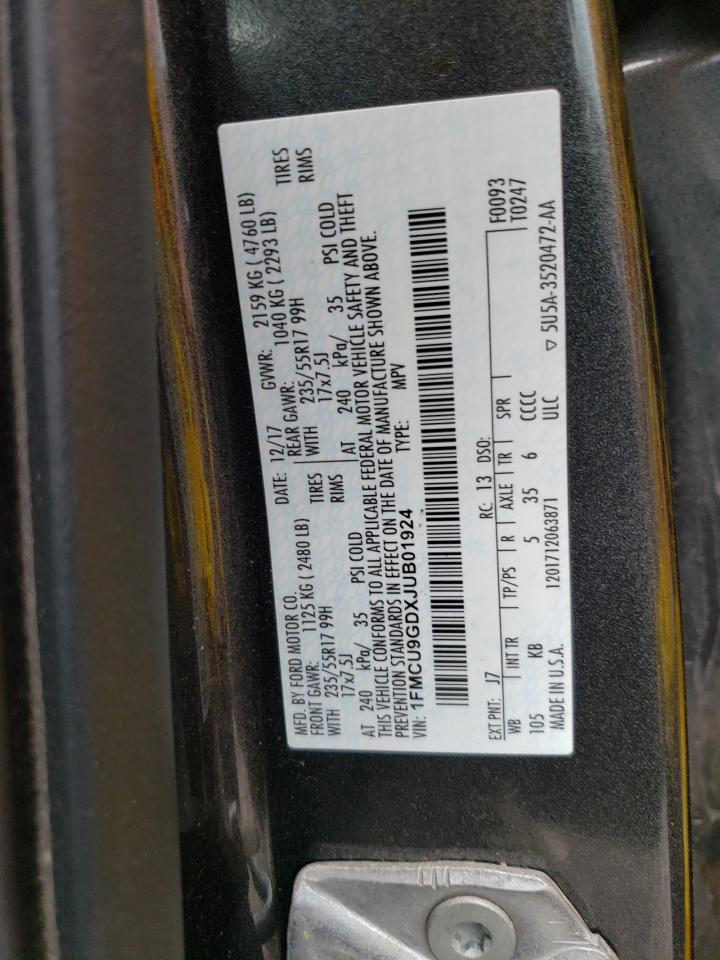 MFD. BY FORD MOTOR CO. DATE: 12/17 GVWR: 2159 KG ( 4760 LB)
FRONT GAWR: 1125 KG ( 2480 LB) REAR GAWR: 1040 KG ( 2293 LB)
WITH 235/55R17 99H TIRES WITH 235/55R17 99H TIRES
17x7.5J RIMS 17x7.5J RIMS
AT 240 kPa/ 35 PSI COLD AT 240 kPa/ 35 PSI COLD
THIS VEHICLE CONFORMS TO ALL APPLICABLE FEDERAL MOTOR VEHICLE SAFETY AND THEFT
PREVENTION STANDARDS IN EFFECT ON THE DATE OF MANUFACTURE SHOWN ABOVE.
VIN: 1FMCU9GDXJUB01924 TYPE: MPV
EXT PNT: J7 RC: 13 DSO: F0093
WB INT TR TP/PS R AXLE TR SPR T0247
105 KB 5 35 6 CCCC
MADE IN U.S.A. 1201712063871 ULC ▽ 5U5A-3520472-AA